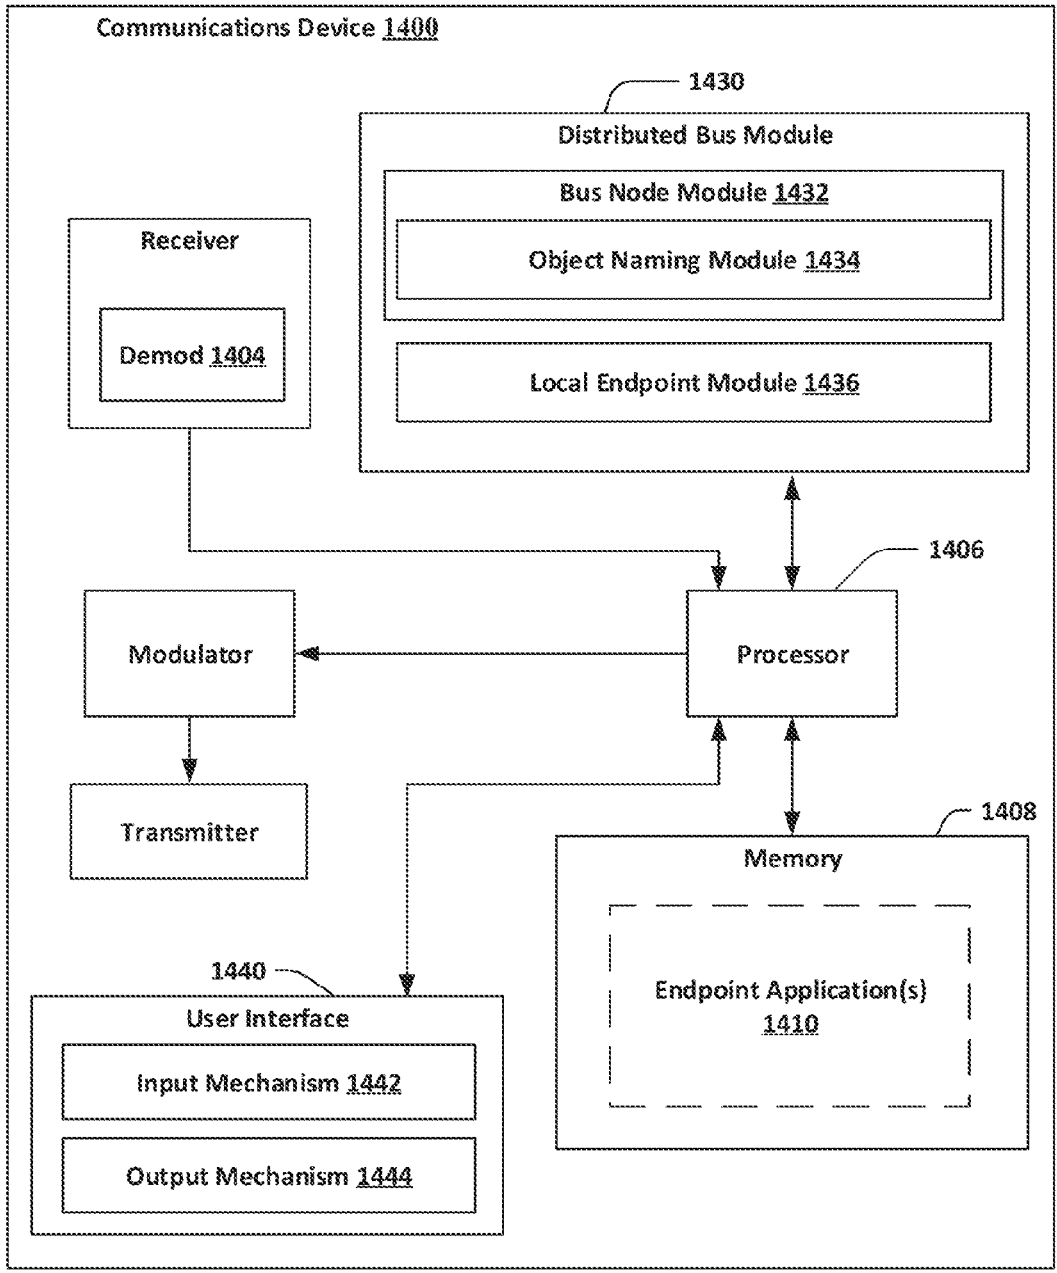 Communications Device 1400
1430
Distributed Bus Module
Bus Node Module 1432
Object Naming Module 1434
Local Endpoint Module 1436
Receiver
Demod 1404
1406
Modulator
Processor
Transmitter
1408
Memory
Endpoint Application(s)
1410
1440
User Interface
Input Mechanism 1442
Output Mechanism 1444